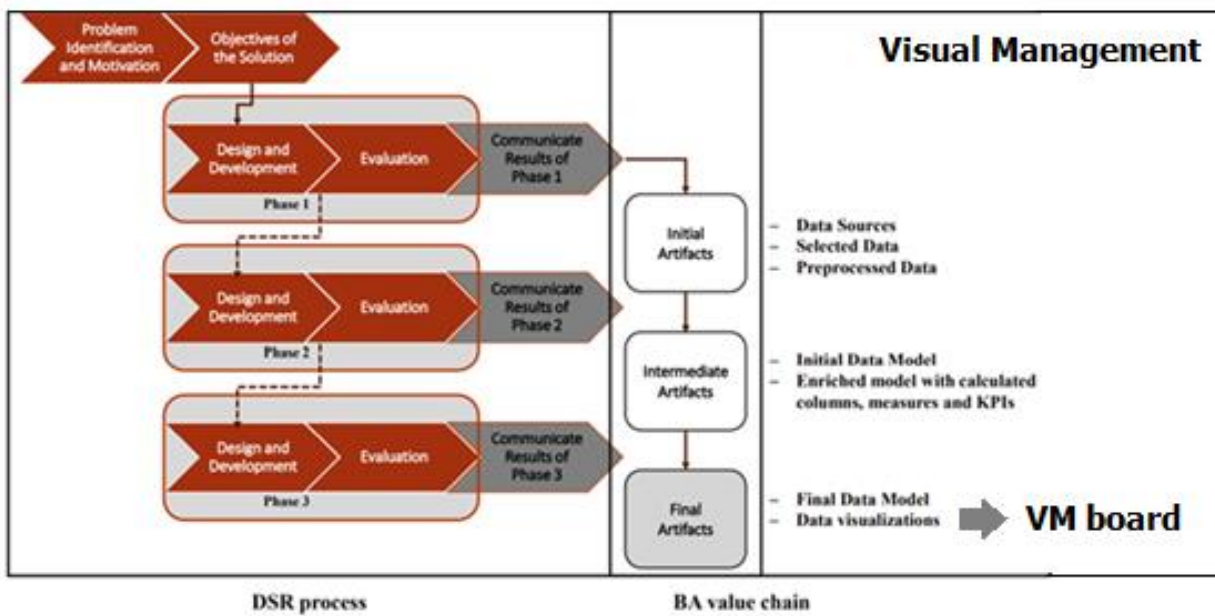 Problem
Identification
and Motivation
Objectives of
the Solution
Visual Management
Design and
Development
Evaluation
Communicate
Results of
Phase 1
Phase 1
Initial
Artifacts
– Data Sources
– Selected Data
– Preprocessed Data
Design and
Development
Evaluation
Communicate
Results of
Phase 2
Phase 2
Intermediate
Artifacts
– Initial Data Model
– Enriched model with calculated
columns, measures and KPIs
Design and
Development
Evaluation
Communicate
Results of
Phase 3
Phase 3
Final
Artifacts
– Final Data Model
– Data visualizations
VM board
DSR process
BA value chain